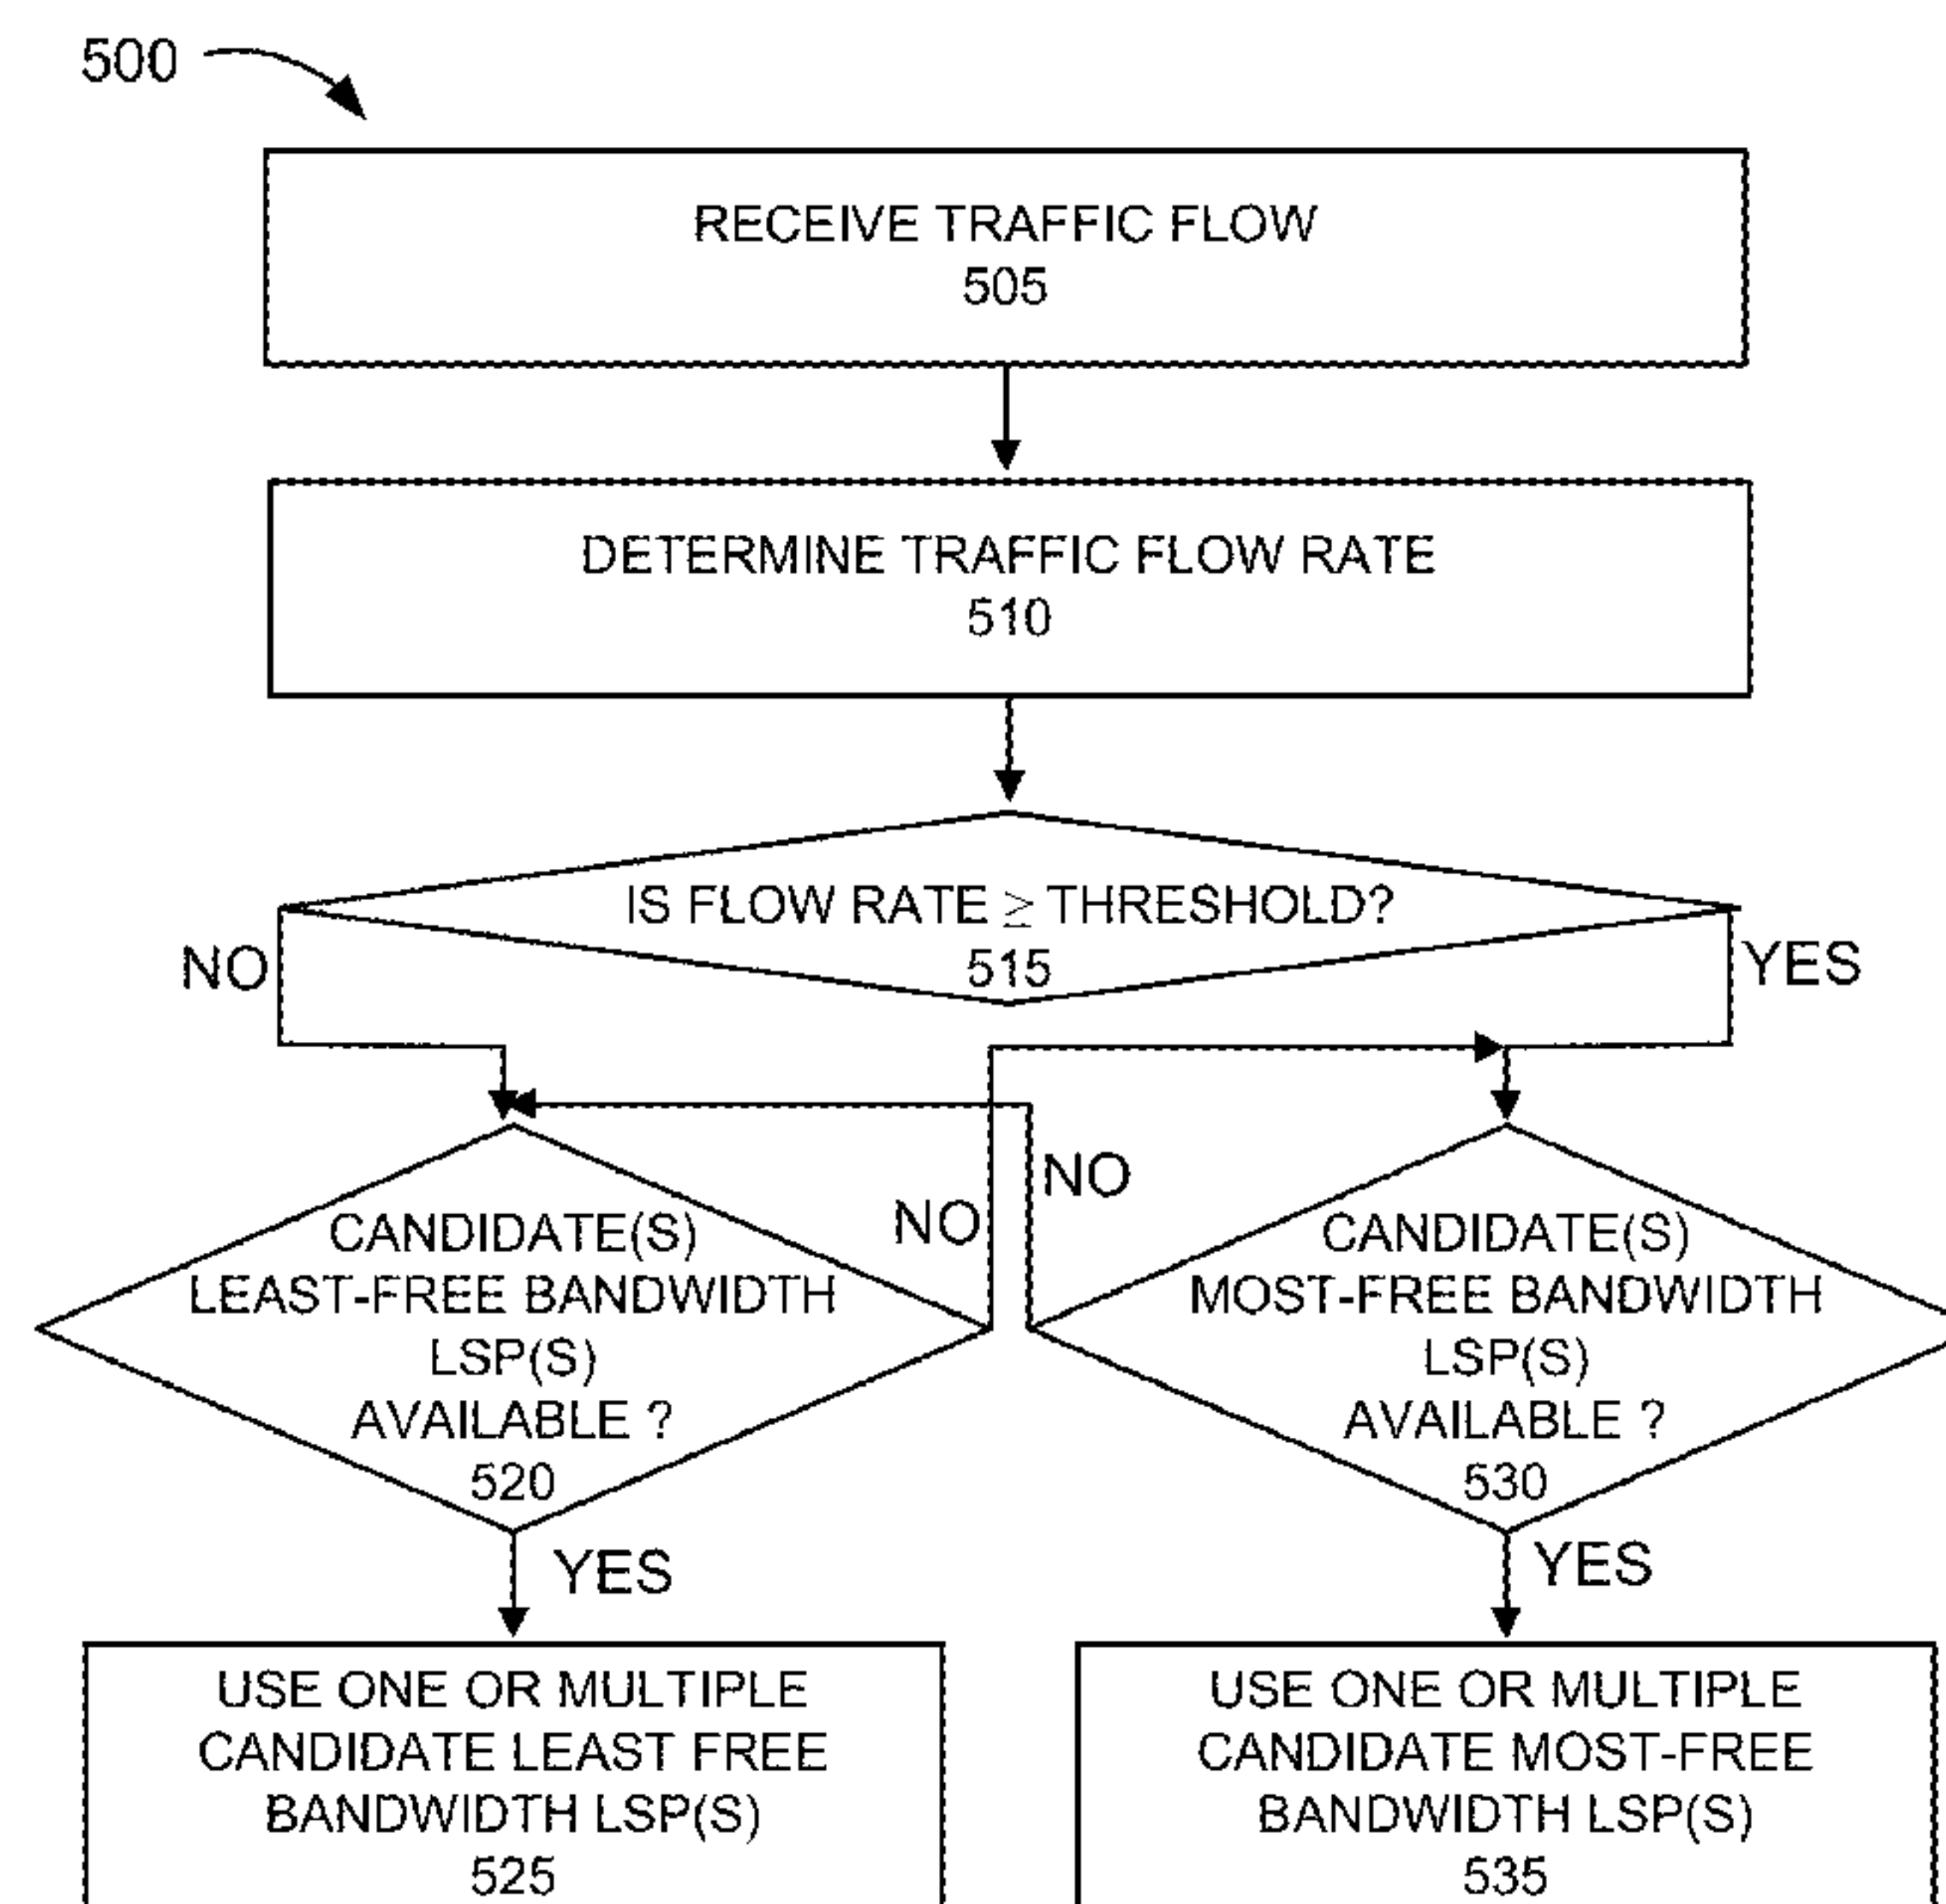 500
RECEIVE TRAFFIC FLOW
505
DETERMINE TRAFFIC FLOW RATE
510
IS FLOW RATE ≥ THRESHOLD?
515
NO
YES
NO
NO
CANDIDATE(S)
LEAST-FREE BANDWIDTH
LSP(S)
AVAILABLE ?
520
CANDIDATE(S)
MOST-FREE BANDWIDTH
LSP(S)
AVAILABLE ?
530
YES
YES
USE ONE OR MULTIPLE
CANDIDATE LEAST FREE
BANDWIDTH LSP(S)
525
USE ONE OR MULTIPLE
CANDIDATE MOST-FREE
BANDWIDTH LSP(S)
535